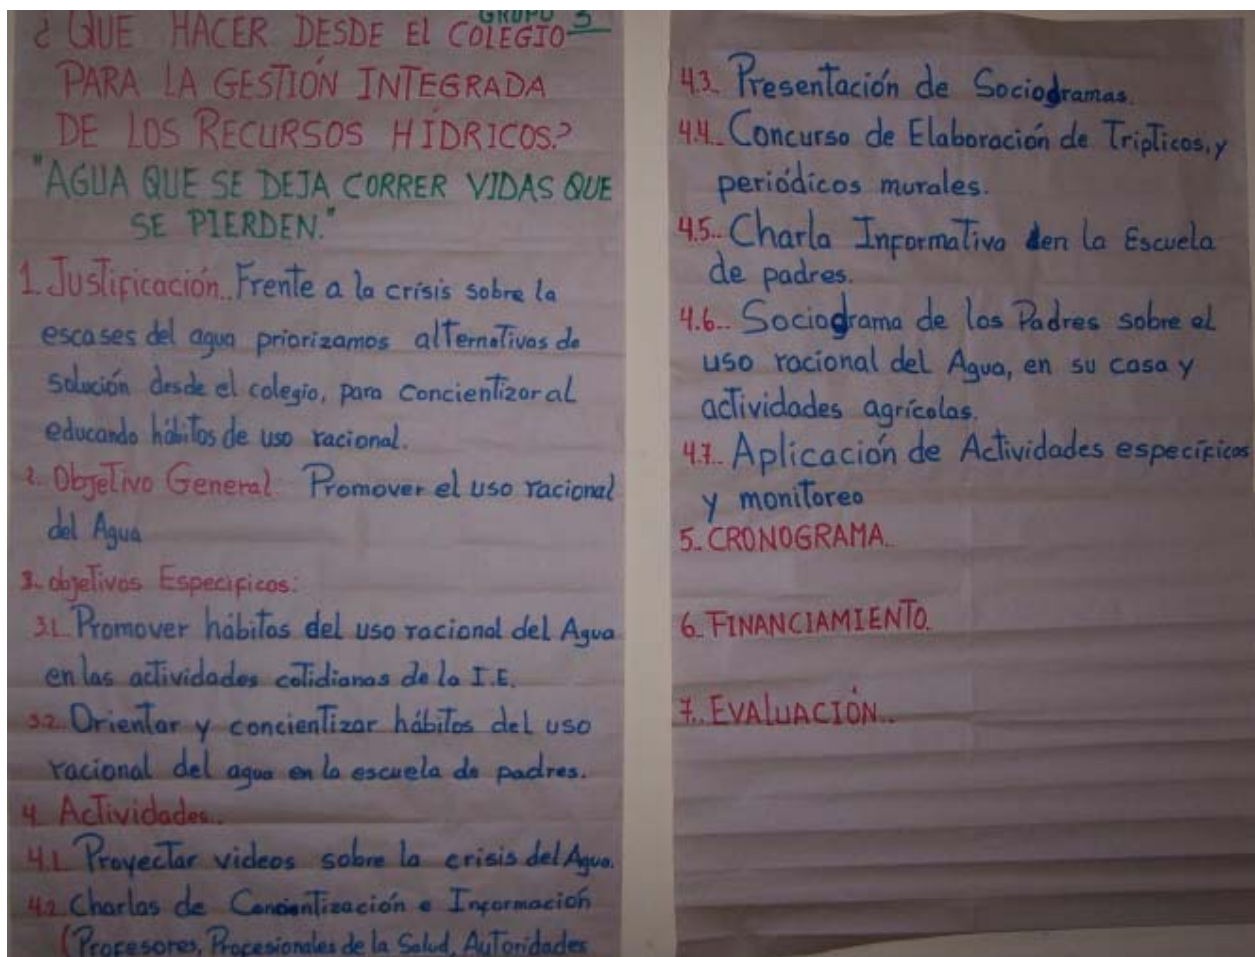 GRUPO 3
¿ QUE HACER DESDE El COLEGIO
PARA LA GESTIÓN INTEGRADA
DE LOS RECURSOS HÍDRICOS?
"AGUA QUE SE DEJA CORRER VIDAS QUE
SE PIERDEN."
1. Justificación.. Frente a la crisis sobre la
escases del agua priorizamos alternativas de
solución desde el colegio, para concientizar al
educando hábitos de uso racional.
2. Objetivo General Promover el uso racional
del Agua
3. objetivos Específicos:
3.1. Promover hábitos del uso racional del Agua
en las actividades cotidianas de la I.E.
3.2. Orientar y concientizar hábitos del uso
racional del agua en la escuela de padres.
4. Actividades..
4.1. Proyectar videos sobre la crisis del Agua.
4.2. Charlas de Concientización e Información
(Profesores, Profesionales de la Salud, Autoridades
4.3. Presentación de Sociodramas.
4.4.. Concurso de Elaboración de Tripticos, y
periódicos murales.
4.5.. Charla Informativa en la Escuela
de padres.
4.6.. Sociodrama de los Padres sobre el
uso racional del Agua, en su casa y
actividades agrícolas.
4.7.. Aplicación de Actividades específicas
y monitoreo
5.. CRONOGRAMA.
6. FINANCIAMIENTO.
7.. EVALUACIÓN..